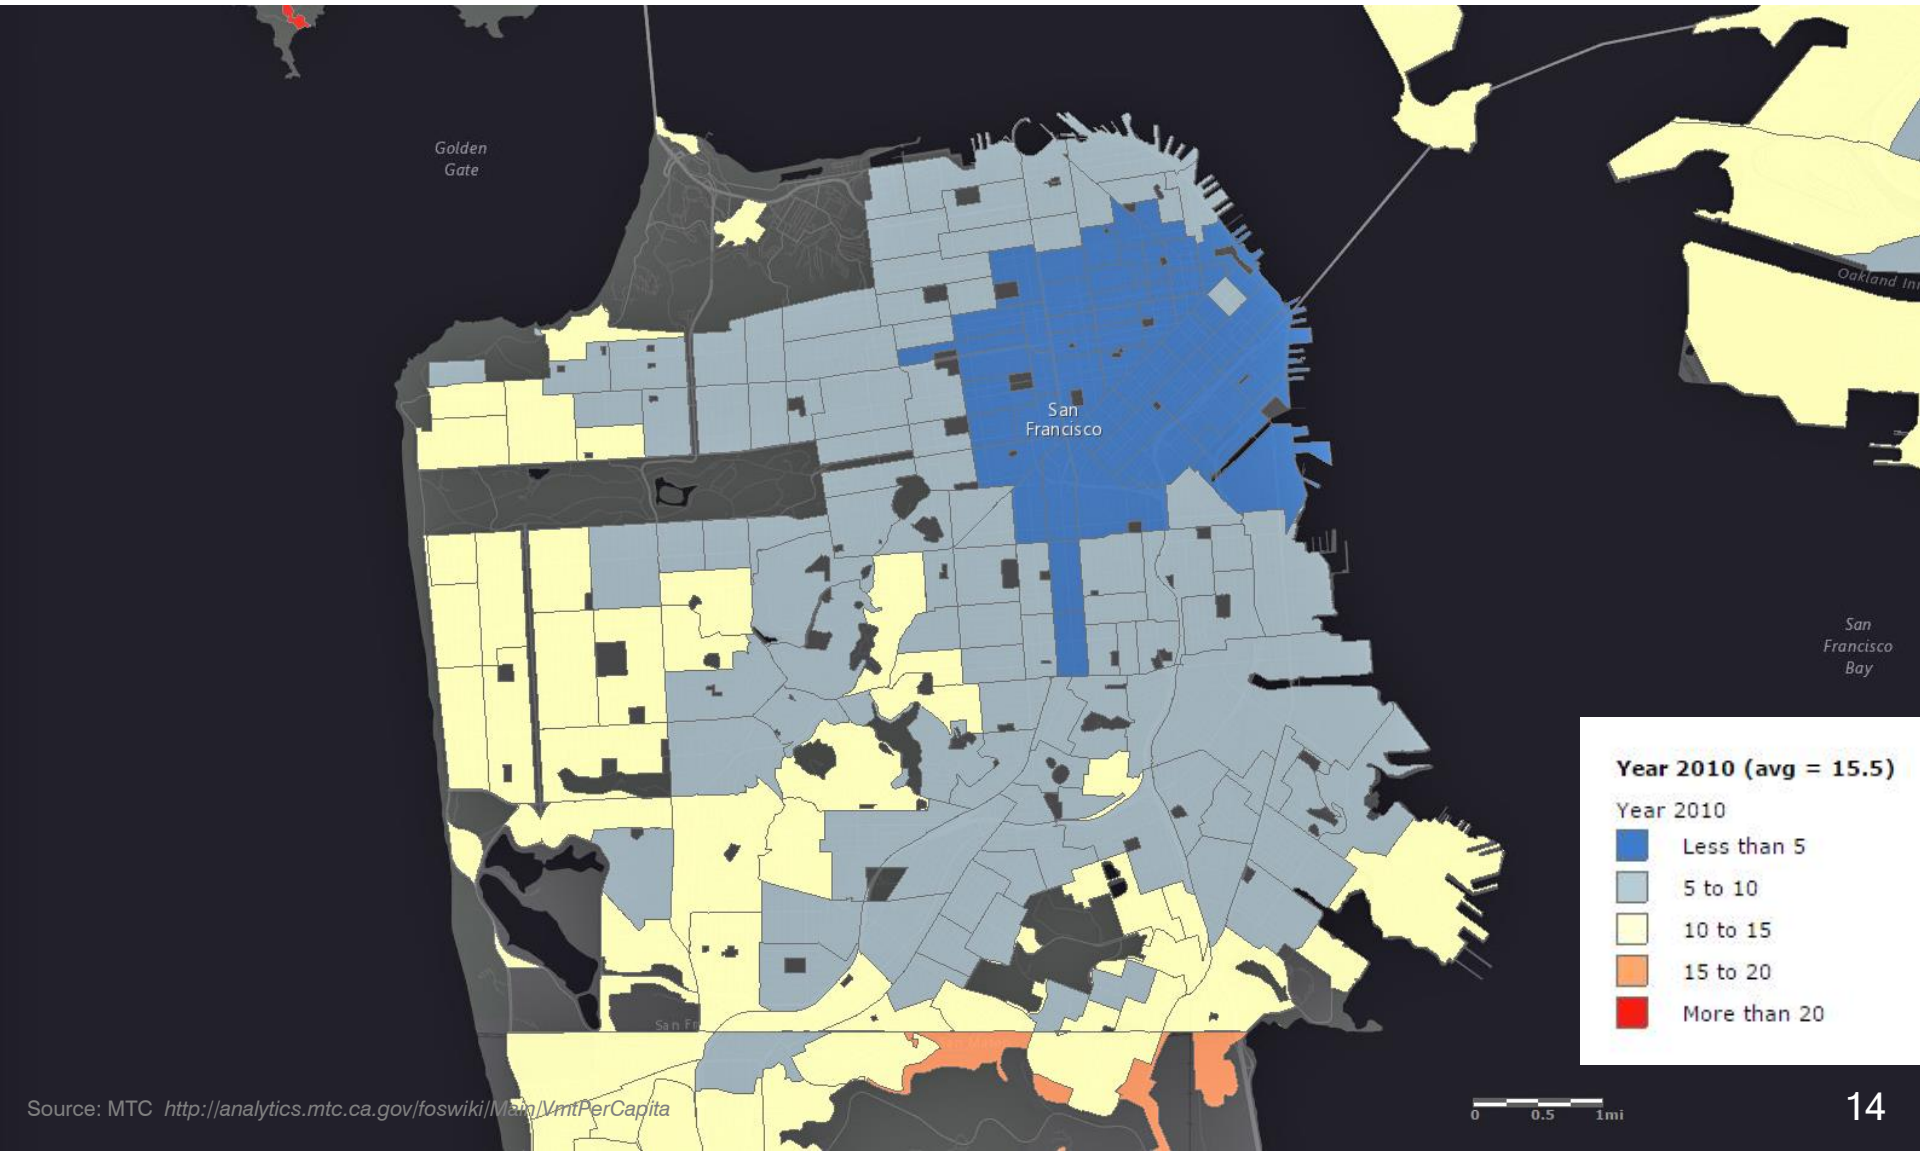 Golden
Gate
Oakland
San
Francisco
San
Francisco
Bay
Year 2010 (avg = 15.5)
Year 2010
Less than 5
5 to 10
10 to 15
15 to 20
More than 20
San
Source: MTC http://analytics.mtc.ca.gov/foswiki/Main/VmtPerCapita
0 0.5 1mi
14